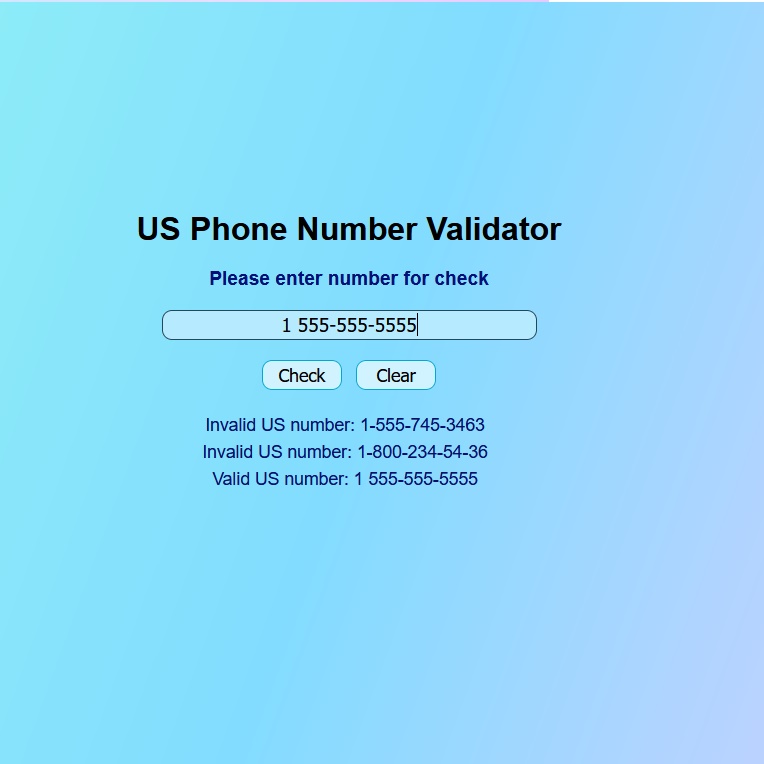 US Phone Number Validator
Please enter number for check
1 555-555-5555
Check Clear
Invalid US number: 1-555-745-3463
Invalid US number: 1-800-234-54-36
Valid US number: 1 555-555-5555